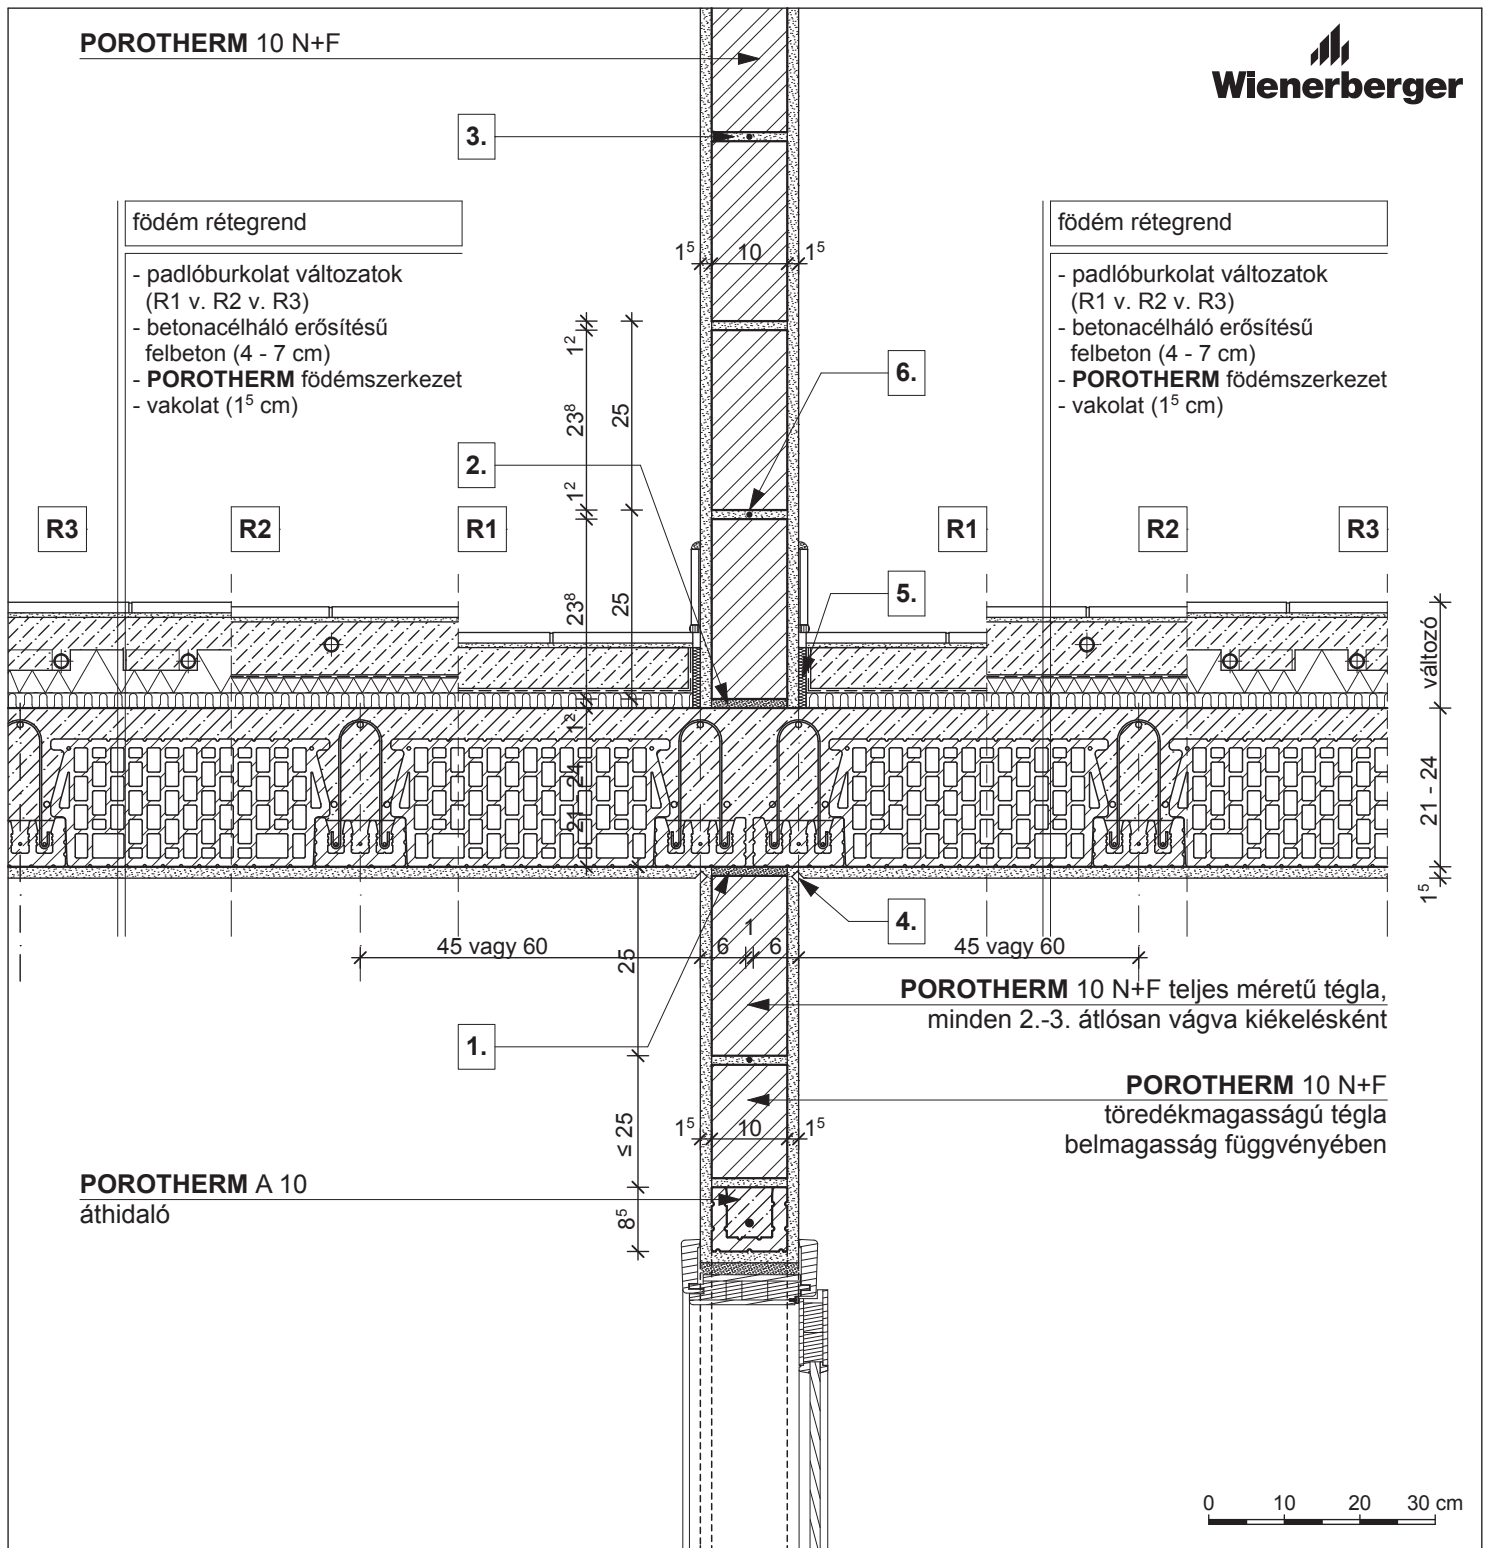 POROTHERM 10 N+F
Wienerberger
3.
födém rétegrend
- padlóburkolat változatok
(R1 v. R2 v. R3)
- betonacélháló erősítésű
felbeton (4 - 7 cm)
- POROTHERM födémszerkezet
- vakolat (1⁵ cm)
födém rétegrend
- padlóburkolat változatok
(R1 v. R2 v. R3)
- betonacélháló erősítésű
felbeton (4 - 7 cm)
- POROTHERM födémszerkezet
- vakolat (1⁵ cm)
1⁵ 10 1⁵
1²
23⁸
25
1²
6.
2.
R3
R2
R1
R1
R2
R3
23⁸
25
5.
változó
1²
21 - 24
21 - 24
1⁵
4.
45 vagy 60
6
1
6
45 vagy 60
25
POROTHERM 10 N+F teljes méretű tégla,
minden 2.-3. átlósan vágva kiékelésként
1.
POROTHERM 10 N+F
töredékmagasságú tégla
belmagasság függvényében
≤ 25
1⁵ 10 1⁵
POROTHERM A 10
áthidaló
8⁵
0 10 20 30 cm